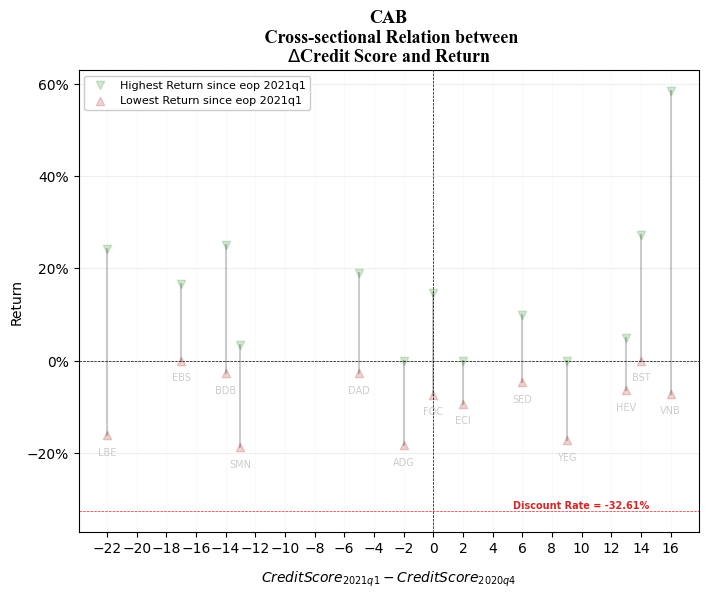 CAB
Cross-sectional Relation between
ΔCredit Score and Return
Highest Return since eop 2021q1
Lowest Return since eop 2021q1
60%
40%
20%
0%
−20%
Return
LBE
EBS
BDB
SMN
DAD
ADG
FOC
ECI
SED
YEG
HEV
BST
VNB
Discount Rate = -32.61%
−22 −20 −18 −16 −14 −12 −10 −8 −6 −4 −2 0 2 4 6 8 10 12 14 16
CreditScore2021q1 − CreditScore2020q4